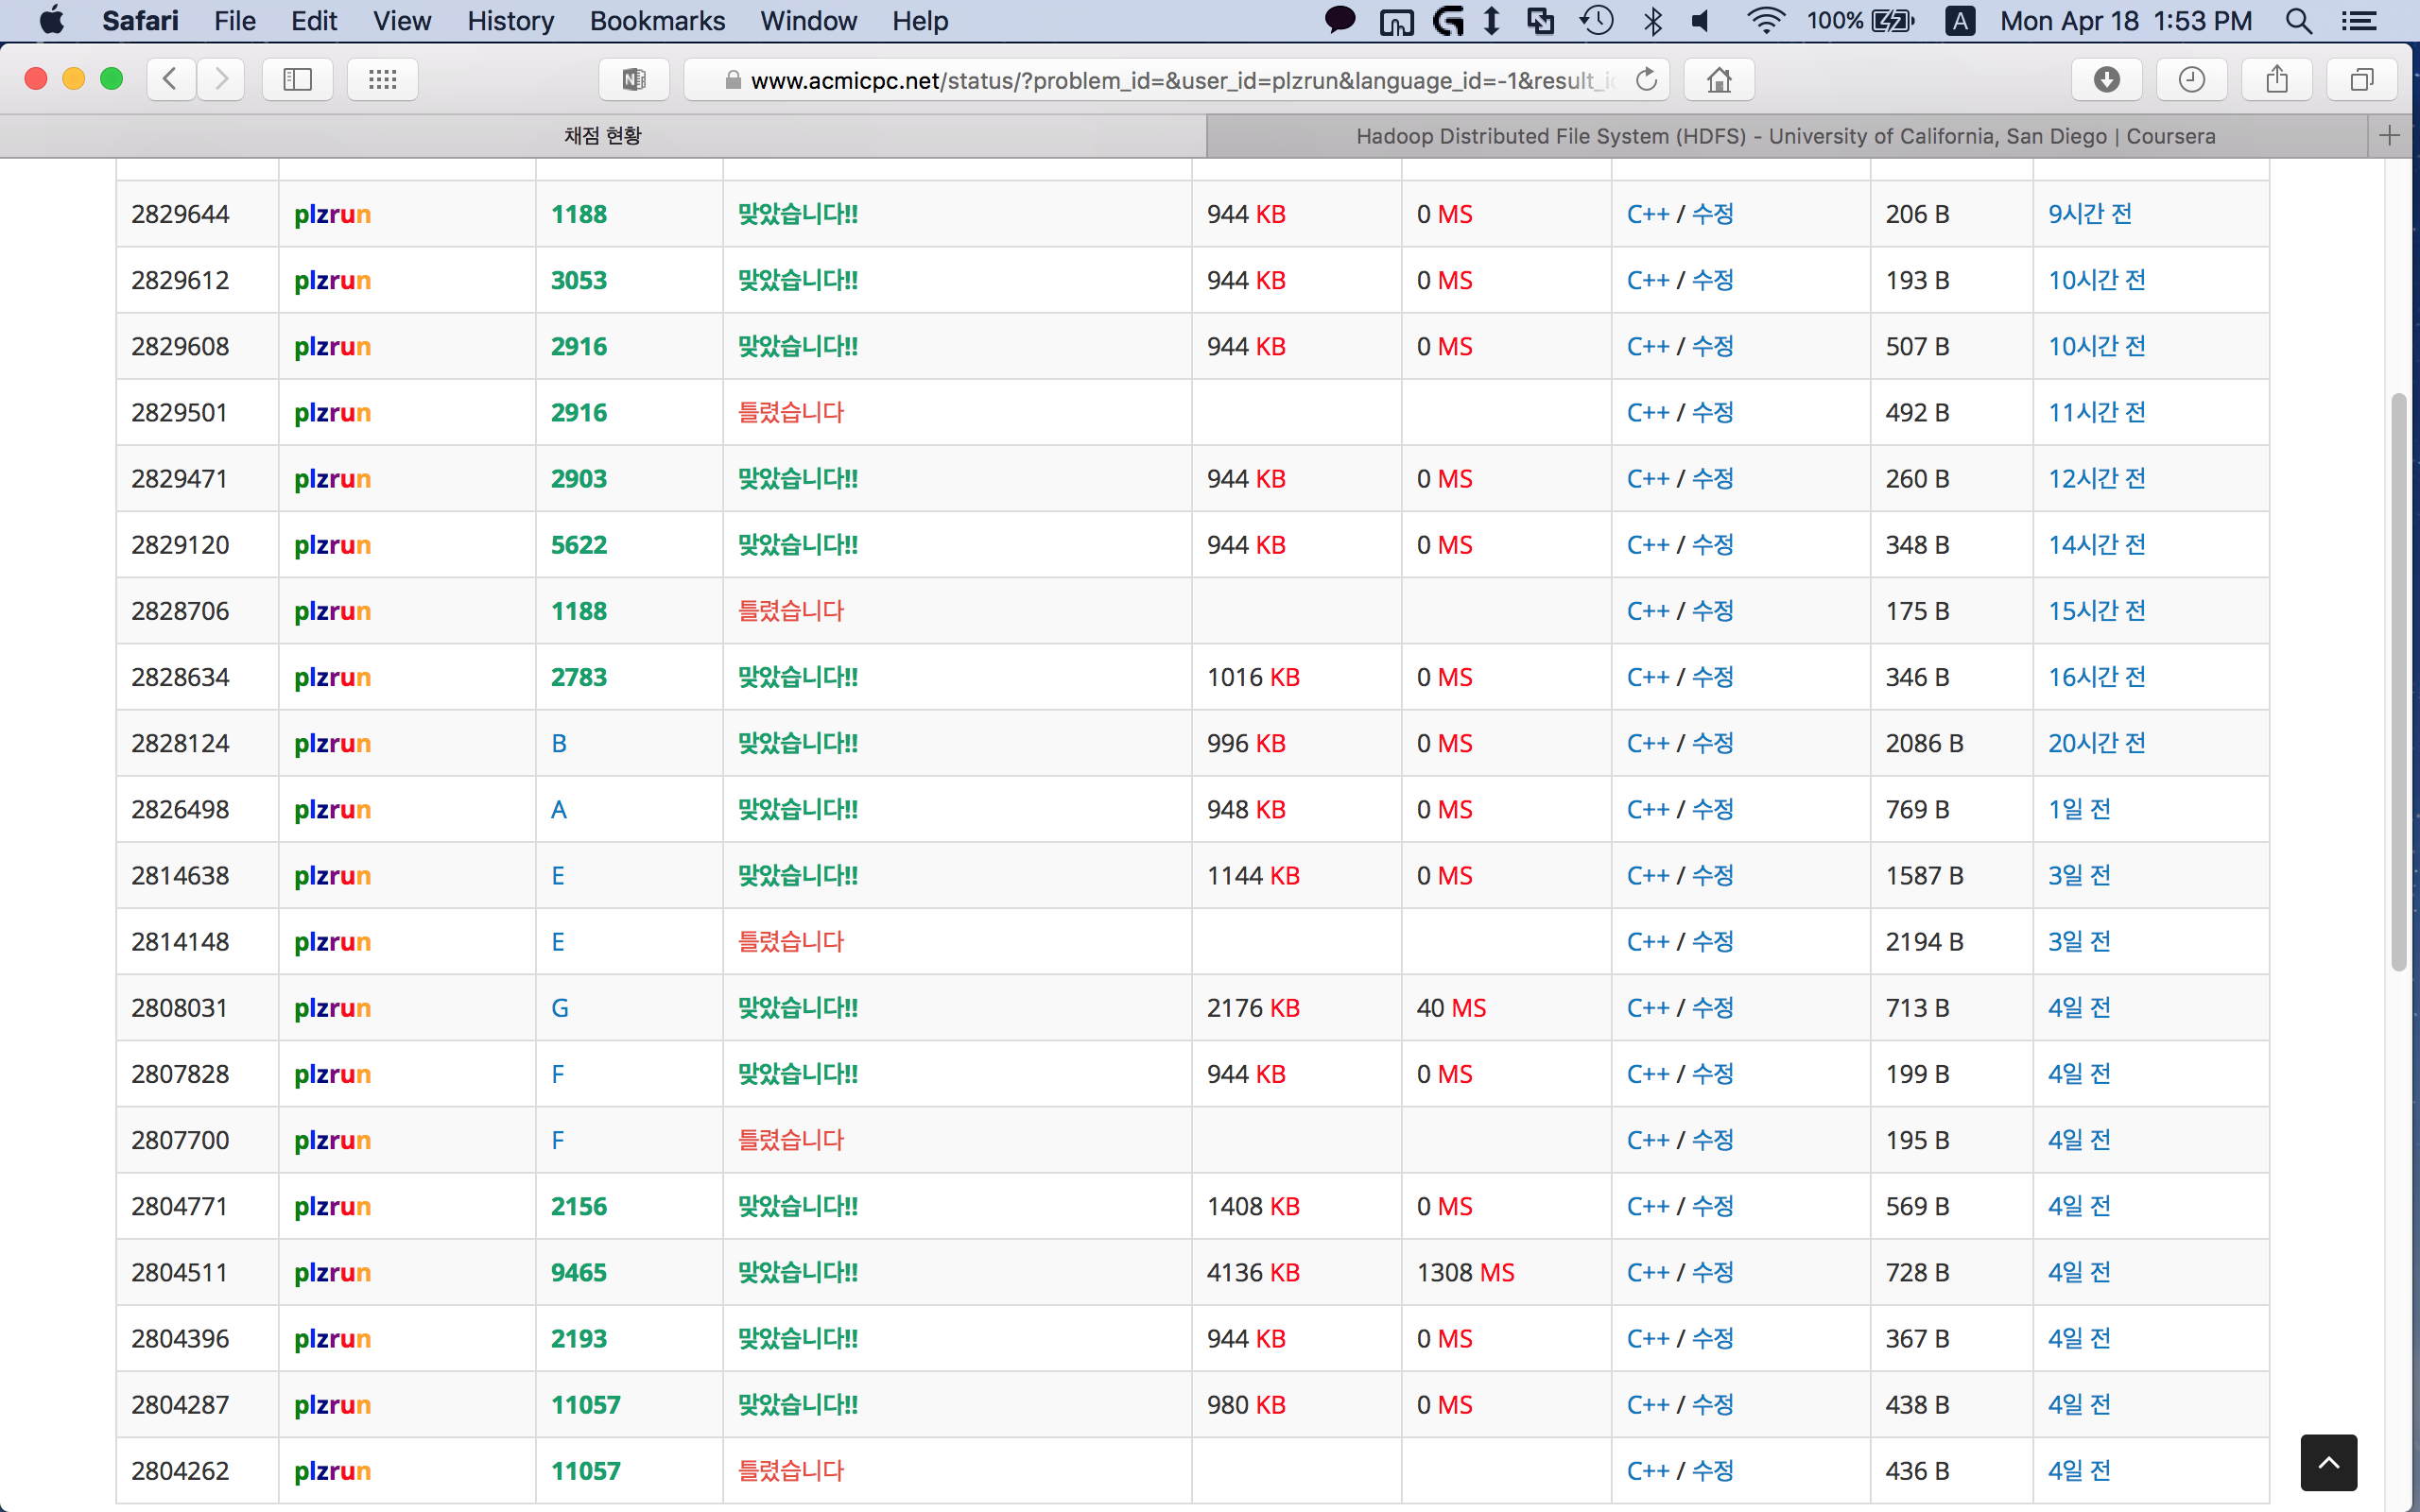 Safari File Edit View History Bookmarks Window Help 100% A Mon Apr 18 1:53 PM
www.acmicpc.net/status/?problem_id=&user_id=plzrun&language_id=-1&result_i
채점 현황 Hadoop Distributed File System (HDFS) - University of California, San Diego | Coursera
2829644 plzrun 1188 맞았습니다!! 944 KB 0 MS C++ / 수정 206 B 9시간 전
2829612 plzrun 3053 맞았습니다!! 944 KB 0 MS C++ / 수정 193 B 10시간 전
2829608 plzrun 2916 맞았습니다!! 944 KB 0 MS C++ / 수정 507 B 10시간 전
2829501 plzrun 2916 틀렸습니다 C++ / 수정 492 B 11시간 전
2829471 plzrun 2903 맞았습니다!! 944 KB 0 MS C++ / 수정 260 B 12시간 전
2829120 plzrun 5622 맞았습니다!! 944 KB 0 MS C++ / 수정 348 B 14시간 전
2828706 plzrun 1188 틀렸습니다 C++ / 수정 175 B 15시간 전
2828634 plzrun 2783 맞았습니다!! 1016 KB 0 MS C++ / 수정 346 B 16시간 전
2828124 plzrun B 맞았습니다!! 996 KB 0 MS C++ / 수정 2086 B 20시간 전
2826498 plzrun A 맞았습니다!! 948 KB 0 MS C++ / 수정 769 B 1일 전
2814638 plzrun E 맞았습니다!! 1144 KB 0 MS C++ / 수정 1587 B 3일 전
2814148 plzrun E 틀렸습니다 C++ / 수정 2194 B 3일 전
2808031 plzrun G 맞았습니다!! 2176 KB 40 MS C++ / 수정 713 B 4일 전
2807828 plzrun F 맞았습니다!! 944 KB 0 MS C++ / 수정 199 B 4일 전
2807700 plzrun F 틀렸습니다 C++ / 수정 195 B 4일 전
2804771 plzrun 2156 맞았습니다!! 1408 KB 0 MS C++ / 수정 569 B 4일 전
2804511 plzrun 9465 맞았습니다!! 4136 KB 1308 MS C++ / 수정 728 B 4일 전
2804396 plzrun 2193 맞았습니다!! 944 KB 0 MS C++ / 수정 367 B 4일 전
2804287 plzrun 11057 맞았습니다!! 980 KB 0 MS C++ / 수정 438 B 4일 전
2804262 plzrun 11057 틀렸습니다 C++ / 수정 436 B 4일 전